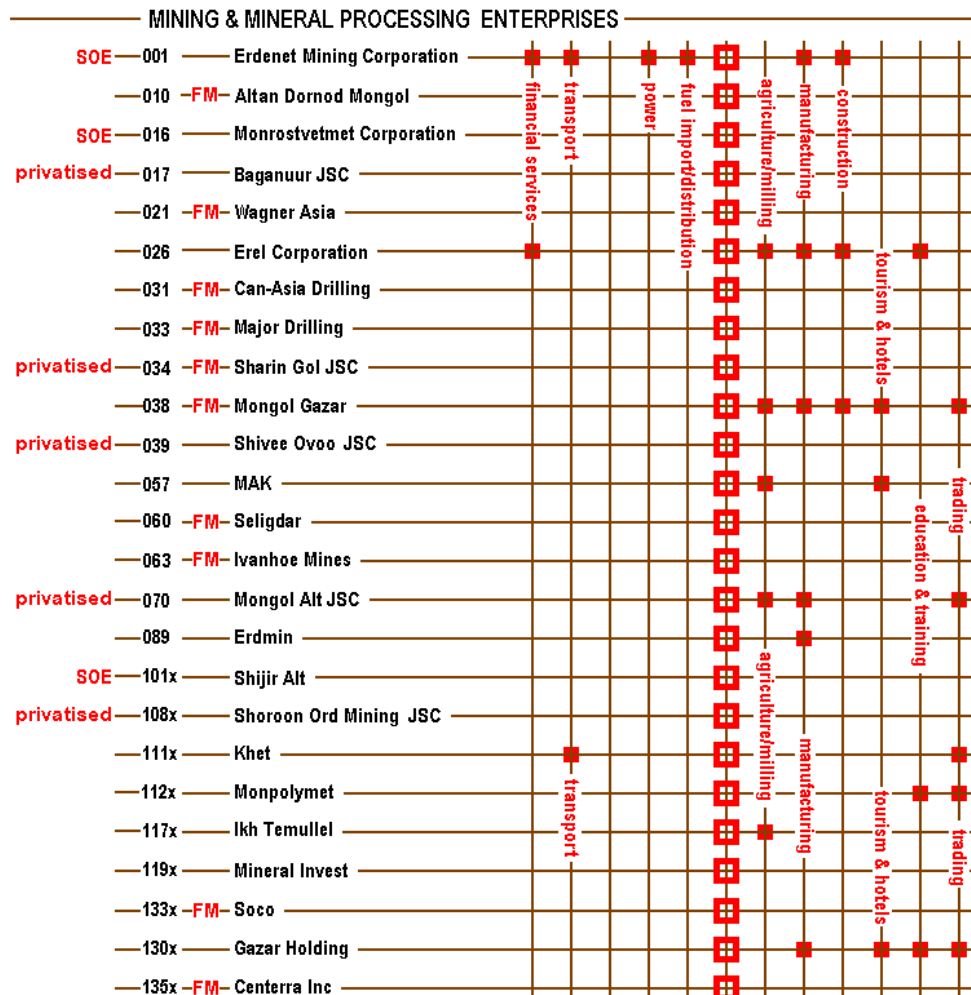 MINING & MINERAL PROCESSING ENTERPRISES
SOE 001 Erdenet Mining Corporation
010 FM Altan Dornod Mongol
SOE 016 Monrostvetmet Corporation
privatised 017 Baganuur JSC
021 FM Wagner Asia
026 Erel Corporation
031 FM Can-Asia Drilling
033 FM Major Drilling
privatised 034 FM Sharin Gol JSC
038 FM Mongol Gazar
privatised 039 Shivee Ovoo JSC
057 MAK
060 FM Seligdar
063 FM Ivanhoe Mines
privatised 070 Mongol Alt JSC
089 Erdmin
SOE 101x Shijir Alt
privatised 108x Shoroon Ord Mining JSC
111x Khet
112x Monpolymet
117x Ikh Temullel
119x Mineral Invest
133x FM Soco
130x Gazar Holding
135x FM Centerra Inc
financial services
transport
power
fuel import/distribution
agriculture/milling
manufacturing
construction
tourism & hotels
education & training
trading
transport
agriculture/milling
manufacturing
tourism & hotels
trading